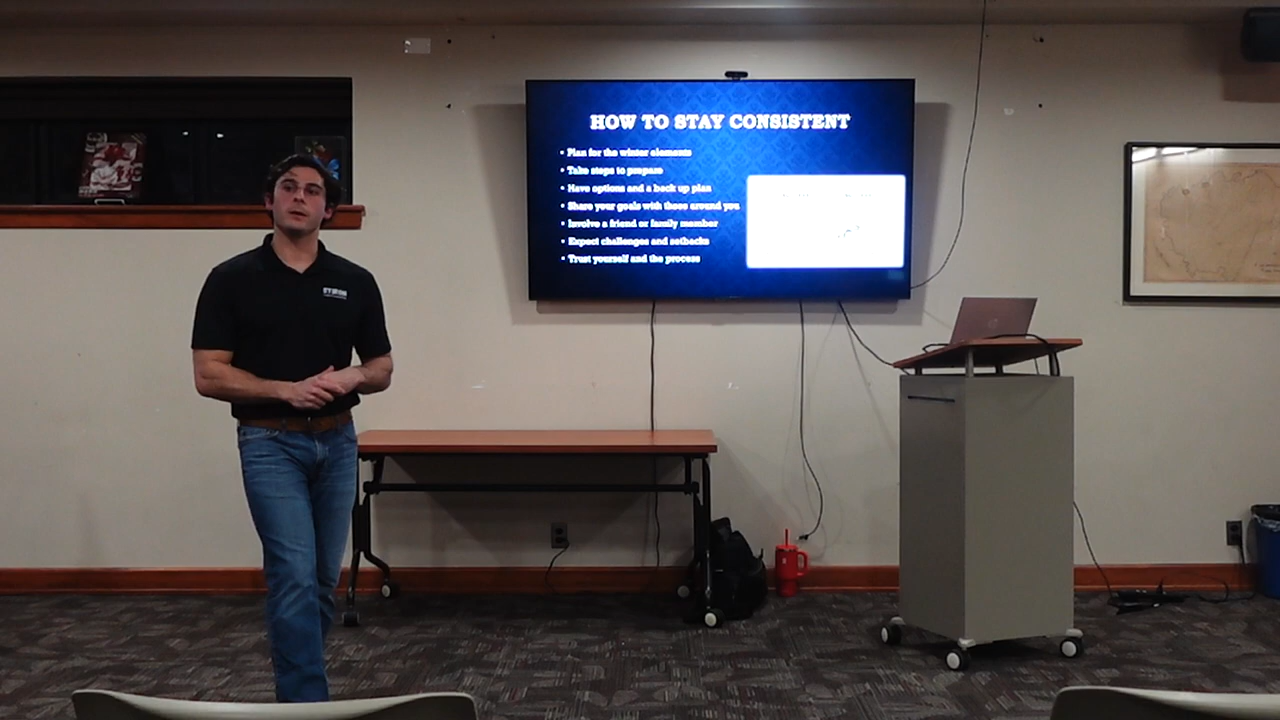 HOW TO STAY CONSISTENT
• Plan for the winter elements
• Take steps to prepare
• Have options and a back up plan
• Share your goals with those around you
• Involve a friend or family member
• Expect challenges and setbacks
• Trust yourself and the process